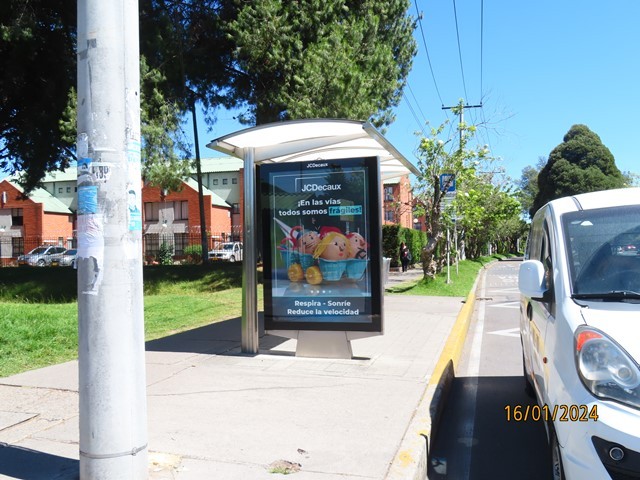 JCDecaux
JCDecaux
¡En las vías
todos somos frágiles!
Respira - Sonríe
Reduce la velocidad
16/01/2024